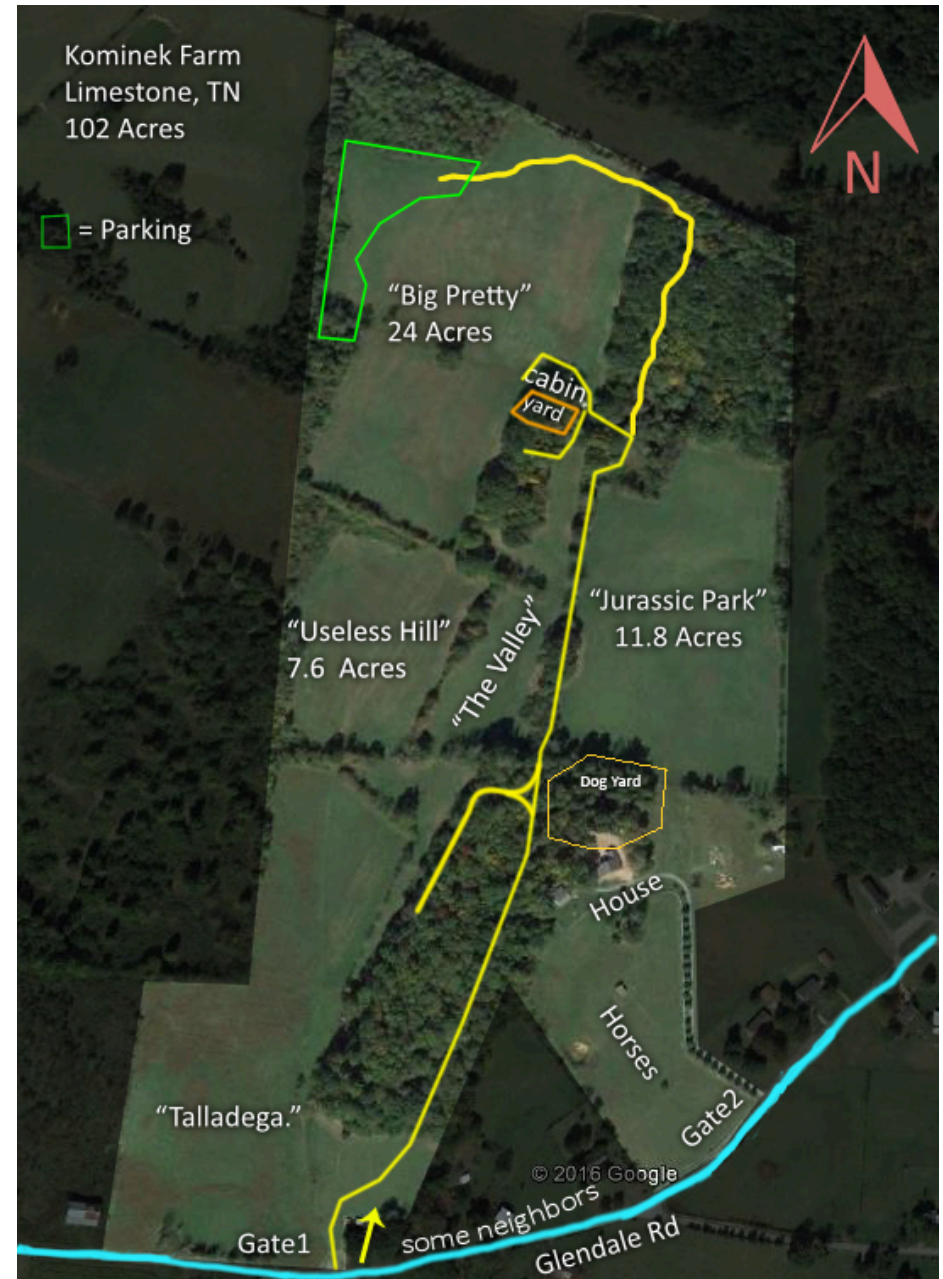 Kominek Farm
Limestone, TN
102 Acres
N
= Parking
“Big Pretty”
24 Acres
cabin
yard
“Jurassic Park”
11.8 Acres
“Useless Hill”
7.6 Acres
“The Valley”
Dog Yard
House
Horses
“Talladega.”
Gate2
© 2016 Google
some neighbors
Gate1
Glendale Rd